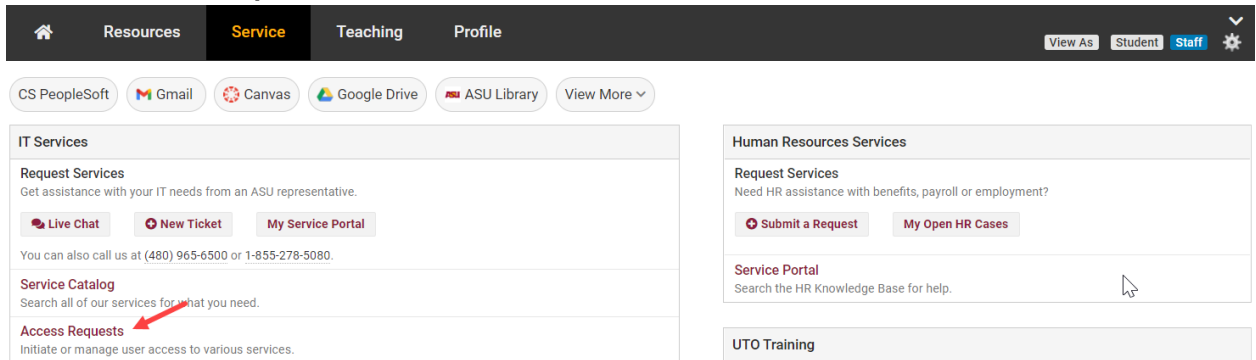 Resources Service Teaching Profile
View As Student Staff
CS PeopleSoft Gmail Canvas Google Drive ASU ASU Library View More
IT Services
Request Services
Get assistance with your IT needs from an ASU representative.
Live Chat New Ticket My Service Portal
You can also call us at (480) 965-6500 or 1-855-278-5080.
Service Catalog
Search all of our services for what you need.
Access Requests
Initiate or manage user access to various services.
Human Resources Services
Request Services
Need HR assistance with benefits, payroll or employment?
Submit a Request My Open HR Cases
Service Portal
Search the HR Knowledge Base for help.
UTO Training